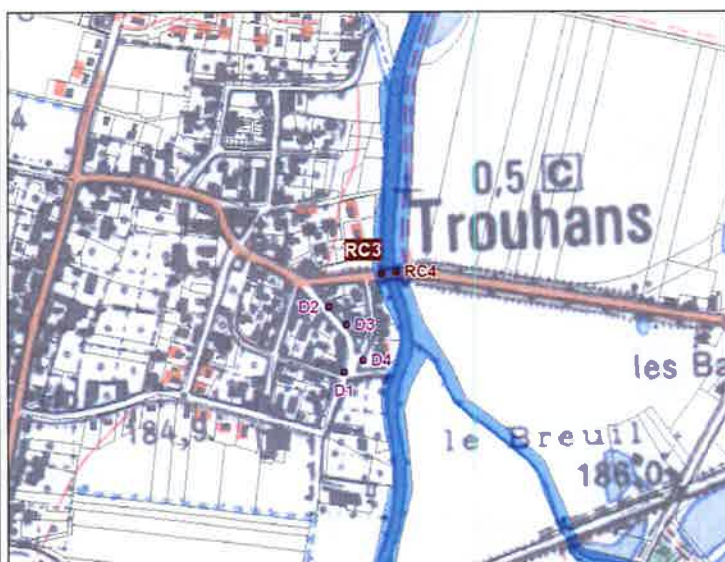 0,5 C
Trouhans
RC3
RC4
D2
D3
D4
D1
les Ba
184,9
le Breuil
186,0